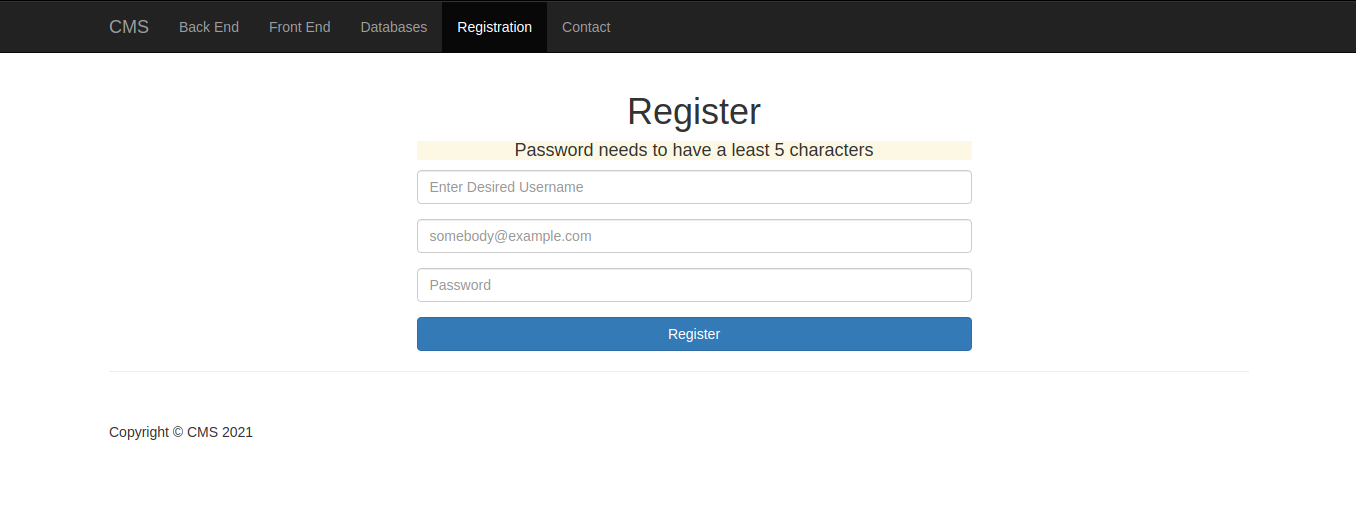 CMS Back End Front End Databases Registration Contact
Register
Password needs to have a least 5 characters
Enter Desired Username
somebody@example.com
Password
Register
Copyright © CMS 2021